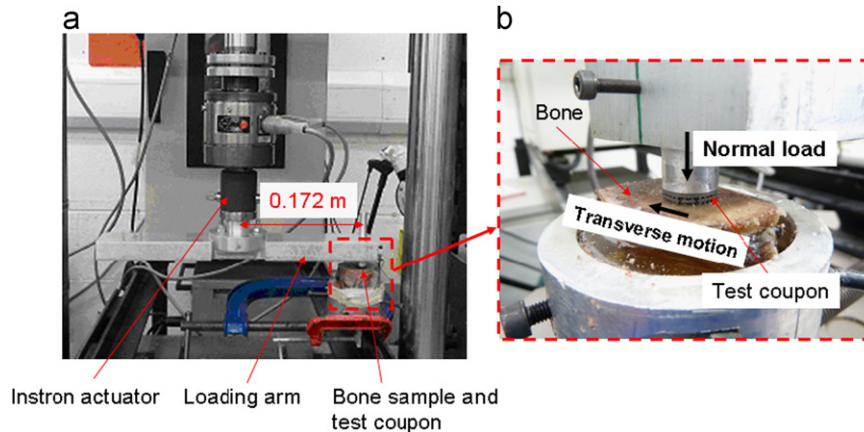 a
b
0.172 m
Bone
Normal load
Transverse motion
Test coupon
Instron actuator
Loading arm
Bone sample and
test coupon